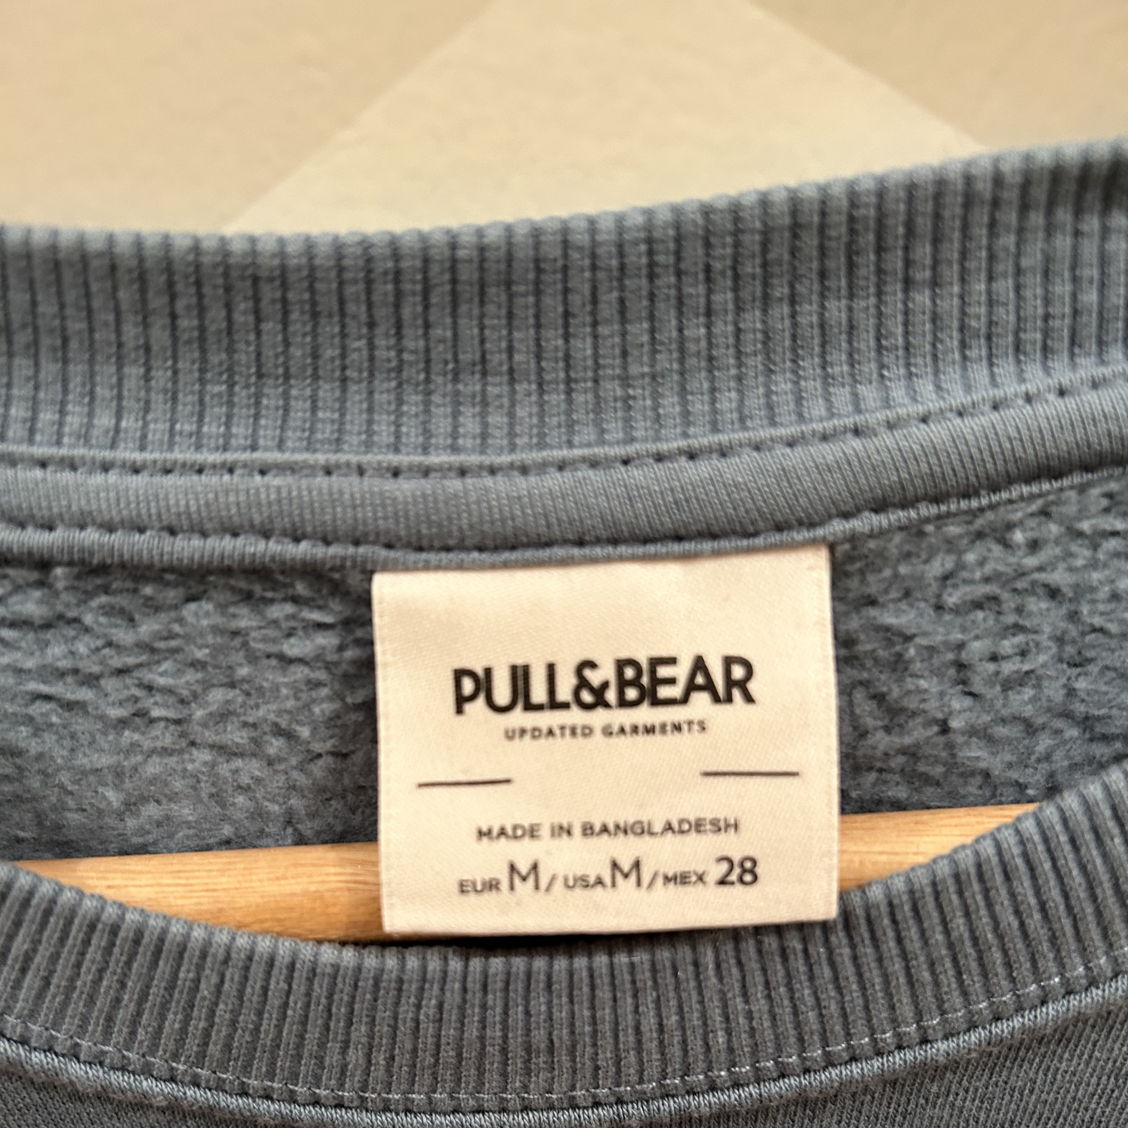 PULL&BEAR
UPDATED GARMENTS
MADE IN BANGLADESH
EUR M / USA M / MEX 28